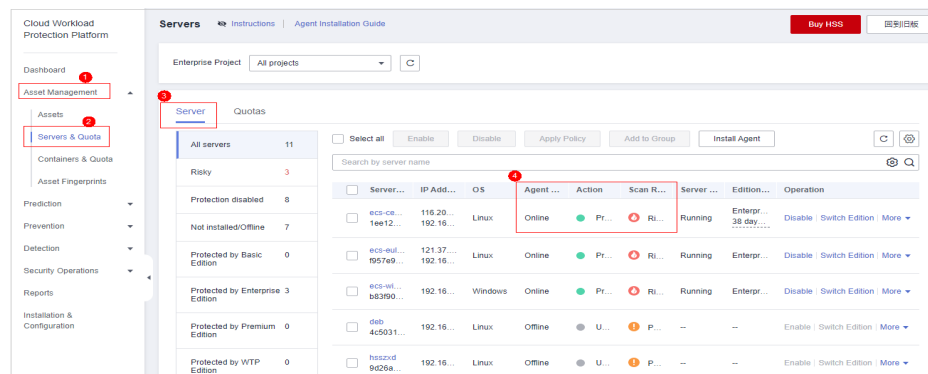 Cloud Workload
Protection Platform
Servers Instructions | Agent Installation Guide
Buy HSS 回到旧版
Enterprise Project All projects
Dashboard
1
Asset Management
Assets
2
Servers & Quota
Containers & Quota
Asset Fingerprints
Prediction
Prevention
Detection
Security Operations
Reports
Installation &
Configuration
3
Server Quotas
All servers 11
Risky 3
Protection disabled 8
Not installed/Offline 7
Protected by Basic 0
Edition
Protected by Enterprise 3
Edition
Protected by Premium 0
Edition
Protected by WTP 0
Edition
Select all Enable Disable Apply Policy Add to Group Install Agent
Search by server name
4
Server... IP Add... OS Agent ... Action Scan R... Server ... Edition... Operation
ecs-ce... 116.20... Linux Online Pr... Ri... Running Enterpr... Disable | Switch Edition | More
1ee12... 192.16... 38 day...
ecs-eul... 121.37.... Linux Online Pr... Ri... Running Enterpr... Disable | Switch Edition | More
f957e9... 192.16...
ecs-wi... 192.16... Windows Online Pr... Ri... Running Enterpr... Disable | Switch Edition | More
b83f90...
deb 192.16... Linux Offline U... P... -- -- Enable | Switch Edition | More
4c5031...
hsszxd 192.16... Linux Offline U... P... -- -- Enable | Switch Edition | More
9d26a...